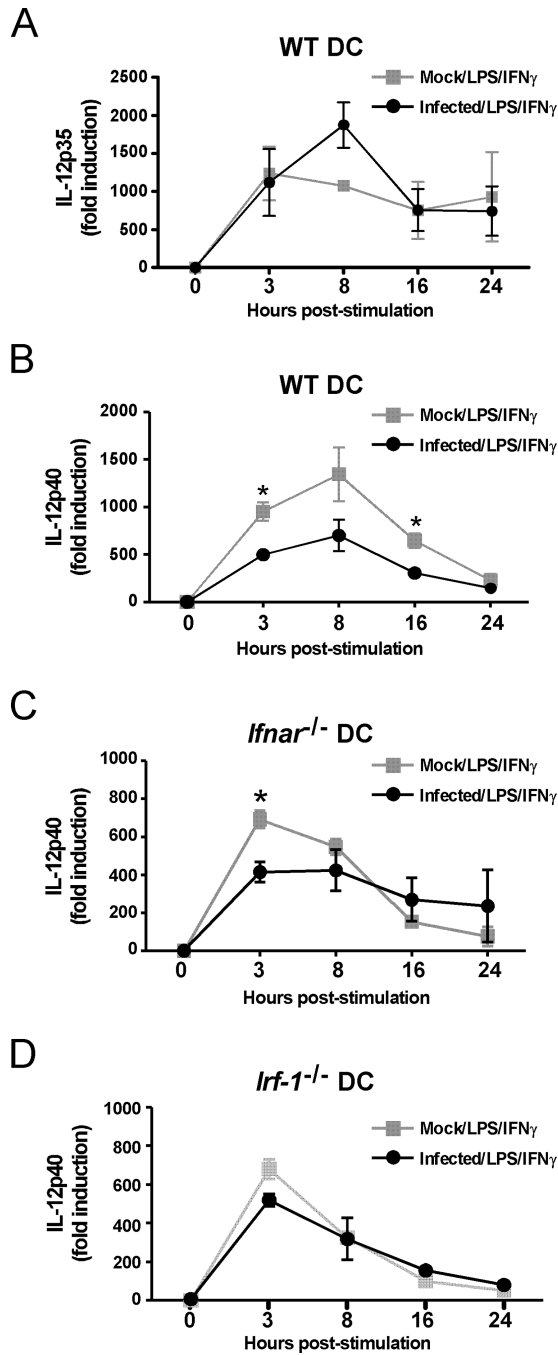 A
WT DC
Mock/LPS/IFNγ
Infected/LPS/IFNγ
IL-12p35
(fold induction)
2500
2000
1500
1000
500
0
0 3 8 16 24
Hours post-stimulation
B
WT DC
Mock/LPS/IFNγ
Infected/LPS/IFNγ
IL-12p40
(fold induction)
2000
1500
1000
500
0
* *
0 3 8 16 24
Hours post-stimulation
C
Ifnar-/- DC
Mock/LPS/IFNγ
Infected/LPS/IFNγ
IL-12p40
(fold induction)
1000
800
600
400
200
0
*
0 3 8 16 24
Hours post-stimulation
D
Irf-1-/- DC
Mock/LPS/IFNγ
Infected/LPS/IFNγ
IL-12p40
(fold induction)
1000
800
600
400
200
0
0 3 8 16 24
Hours post-stimulation